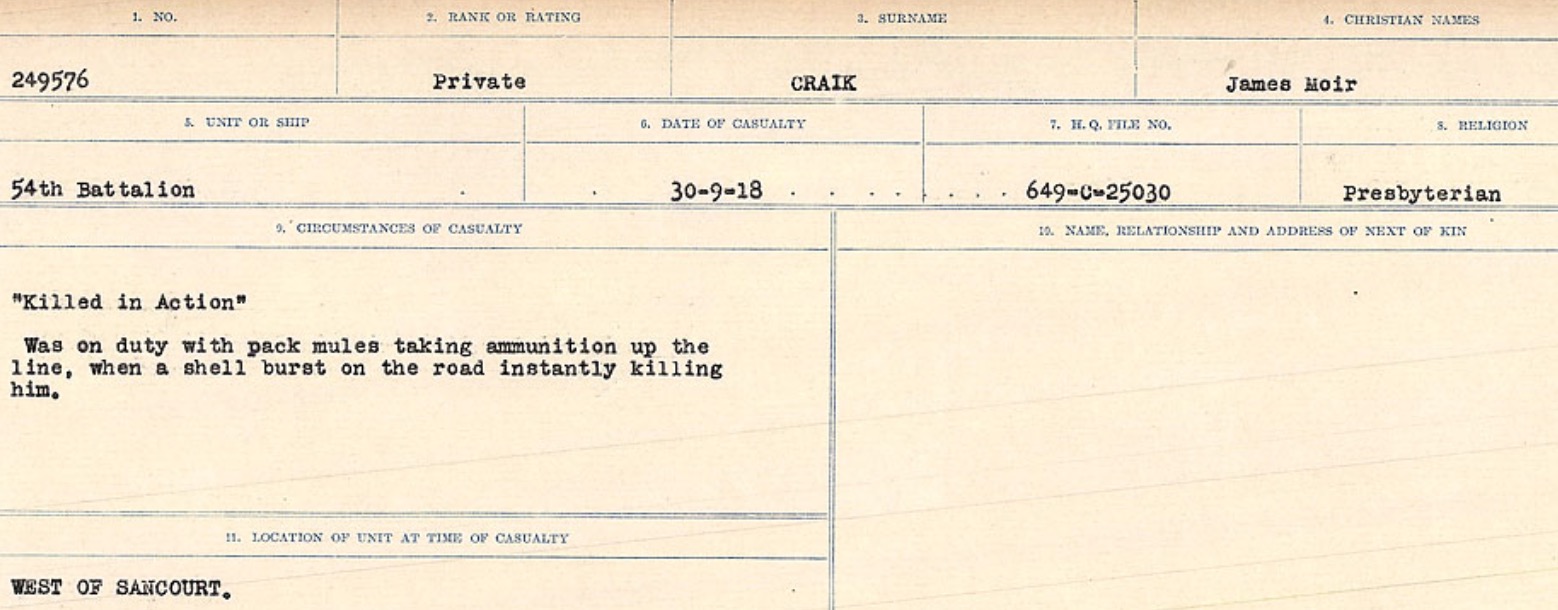 1. NO. 2. RANK OR RATING 3. SURNAME 4. CHRISTIAN NAMES
249576 Private CRAIK James Moir
5. UNIT OR SHIP 6. DATE OF CASUALTY 7. H.Q. FILE NO. 8. RELIGION
54th Battalion 30-9-18 649-C-25030 Presbyterian
9. CIRCUMSTANCES OF CASUALTY 10. NAME, RELATIONSHIP AND ADDRESS OF NEXT OF KIN
"Killed in Action"
Was on duty with pack mules taking ammunition up the
line, when a shell burst on the road instantly killing
him.
11. LOCATION OF UNIT AT TIME OF CASUALTY
WEST OF SANCOURT.